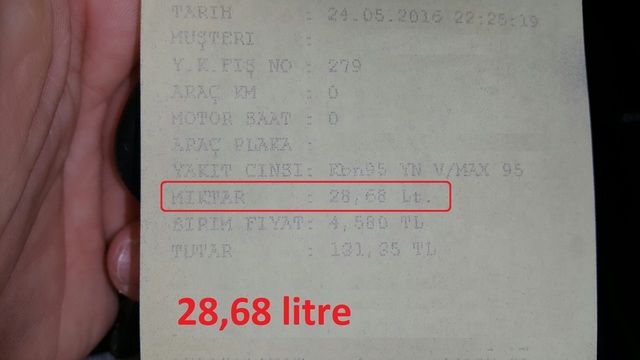 TARİH : 24.05.2016 22:25:19
MUŞTERİ :
Y.K.FİŞ NO : 279
ARAÇ KM : 0
MOTOR SAAT : 0
ARAÇ PLAKA :
YAKIT CINSI: Kbn95 YN V/MAX 95
MIKTAR : 28,68 Lt.
BIRIM FIYAT: 4,580 TL
TUTAR : 131,35 TL
28,68 litre